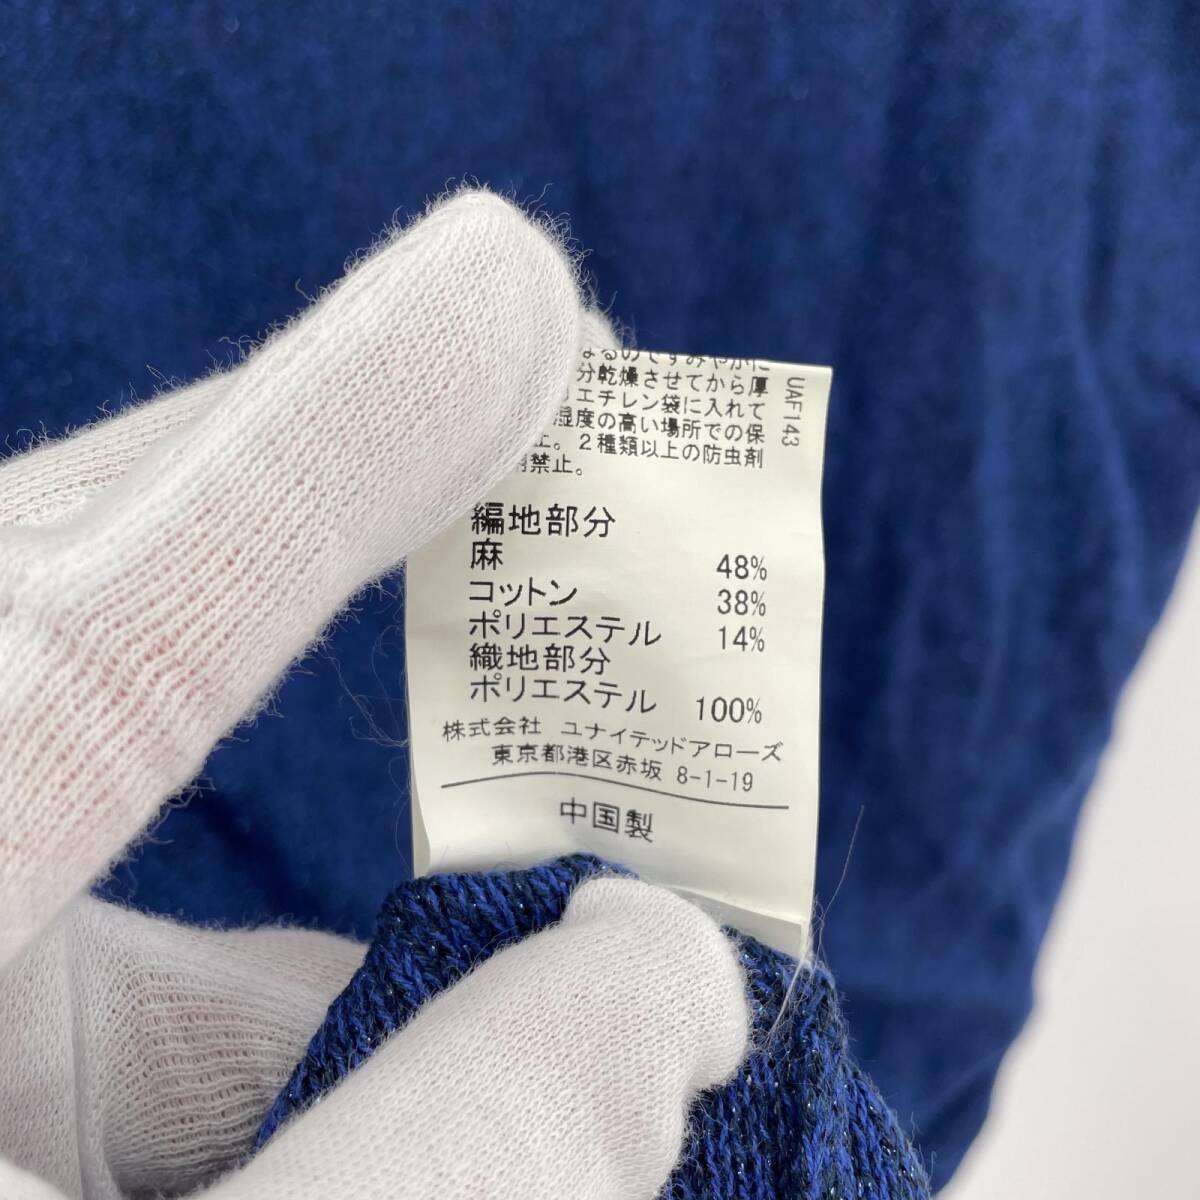 なるのですみやかに
分乾燥させてから厚
エチレン袋に入れて
湿度の高い場所での保
止。2種類以上の防虫剤
禁止。
UAF143
編地部分
麻 48%
コットン 38%
ポリエステル 14%
織地部分
ポリエステル 100%
株式会社 ユナイテッドアローズ
東京都港区赤坂 8-1-19
中国製